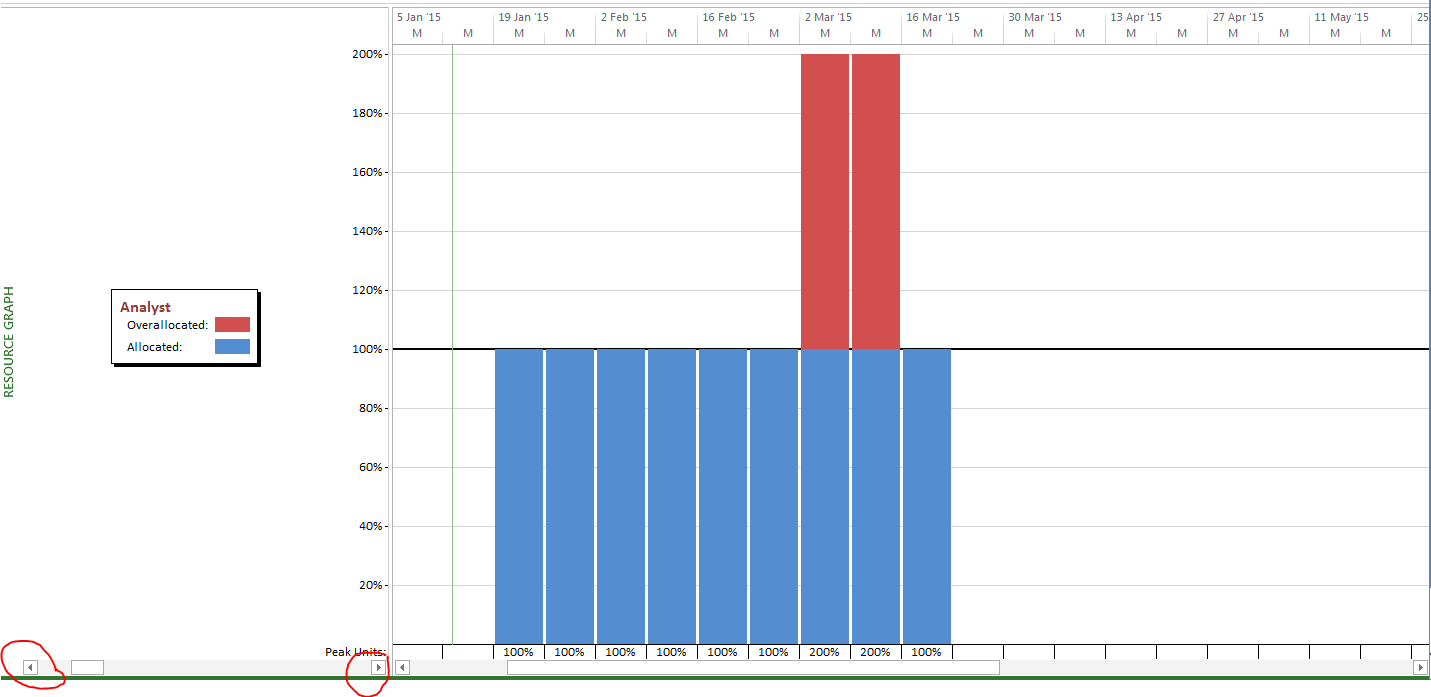 5 Jan '15 19 Jan '15 2 Feb '15 16 Feb '15 2 Mar '15 16 Mar '15 30 Mar '15 13 Apr '15 27 Apr '15 11 May '15 25
M M M M M M M M M M M M M M M M M M M M
200%
180%
160%
140%
120%
100%
80%
60%
40%
20%
RESOURCE GRAPH
Analyst
Overallocated:
Allocated:
Peak Units: 100% 100% 100% 100% 100% 100% 200% 200% 100%